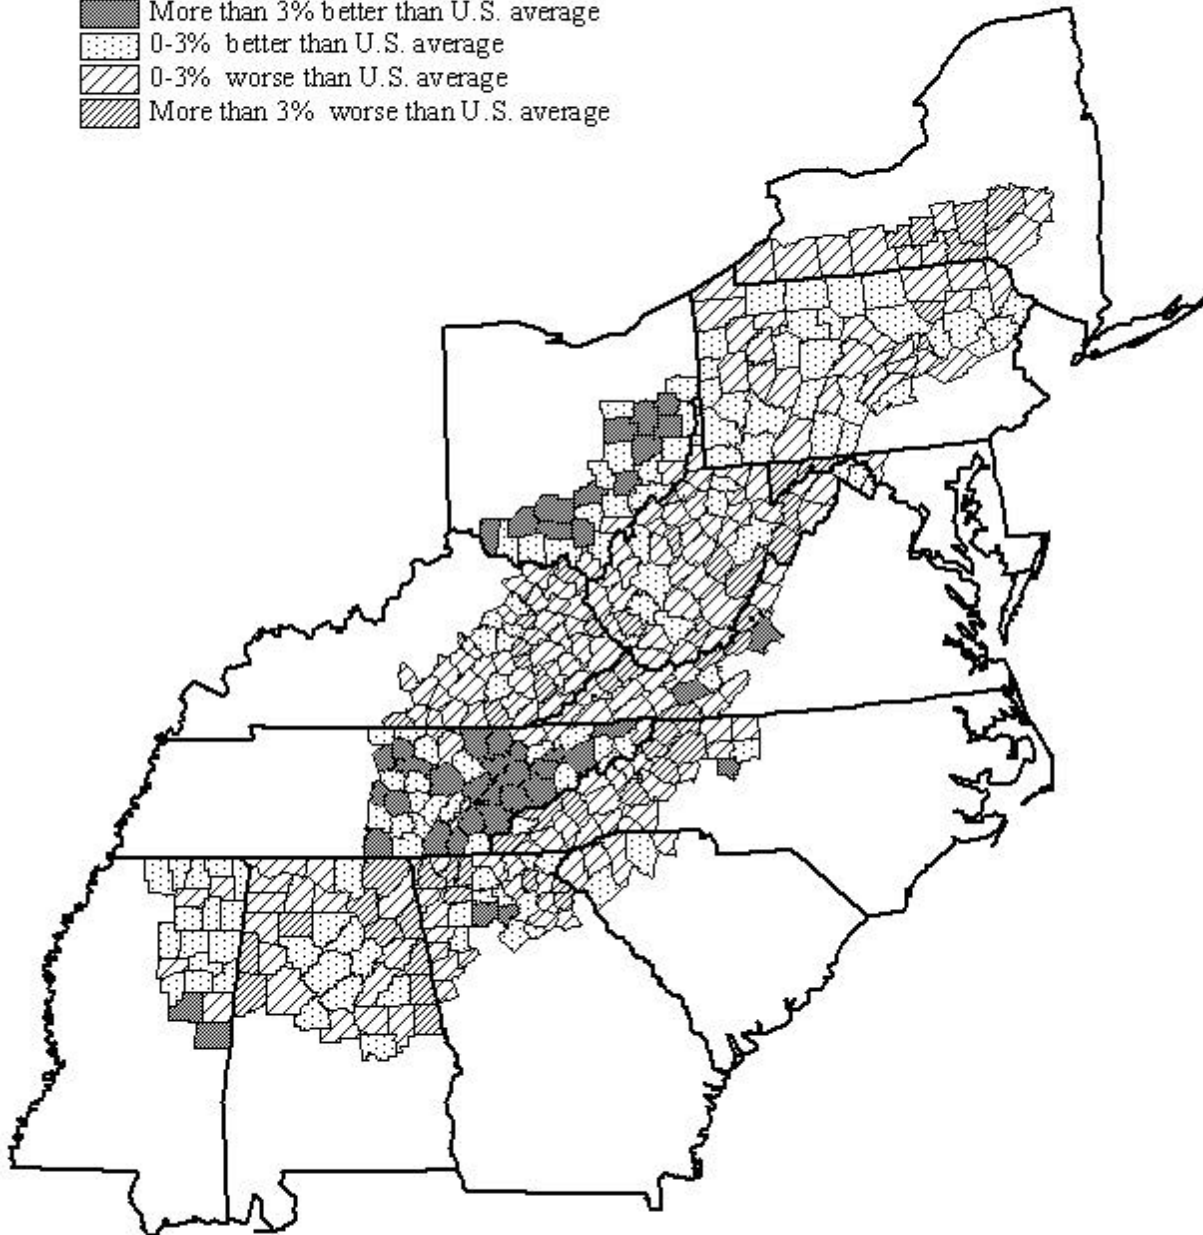 More than 3% better than U.S. average
0-3% better than U.S. average
0-3% worse than U.S. average
More than 3% worse than U.S. average